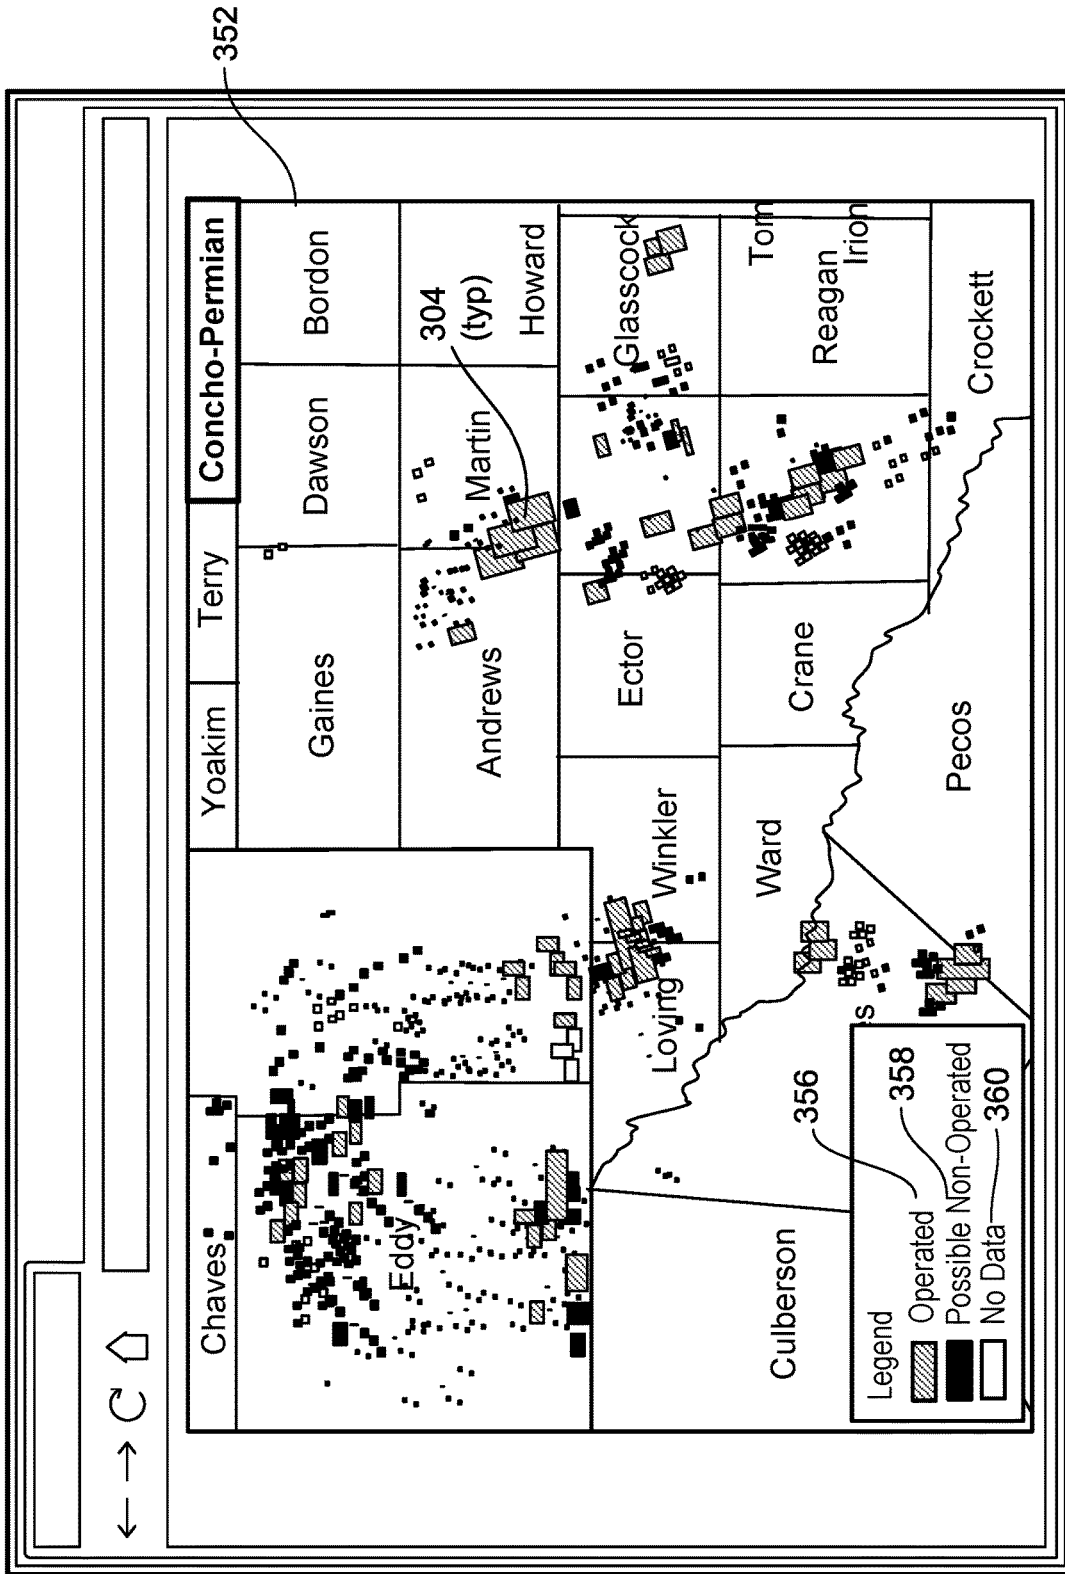 352
Chaves
Yoakim
Terry
Concho-Permian
Gaines
Dawson
Bordon
Eddy
Andrews
Martin
304
(typ)
Howard
Loving
Winkler
Ector
Glasscock
Culberson
Ward
Crane
Reagan
Tom
Irion
es
Pecos
Crockett
Legend
Operated
356
Possible Non-Operated
358
No Data
360